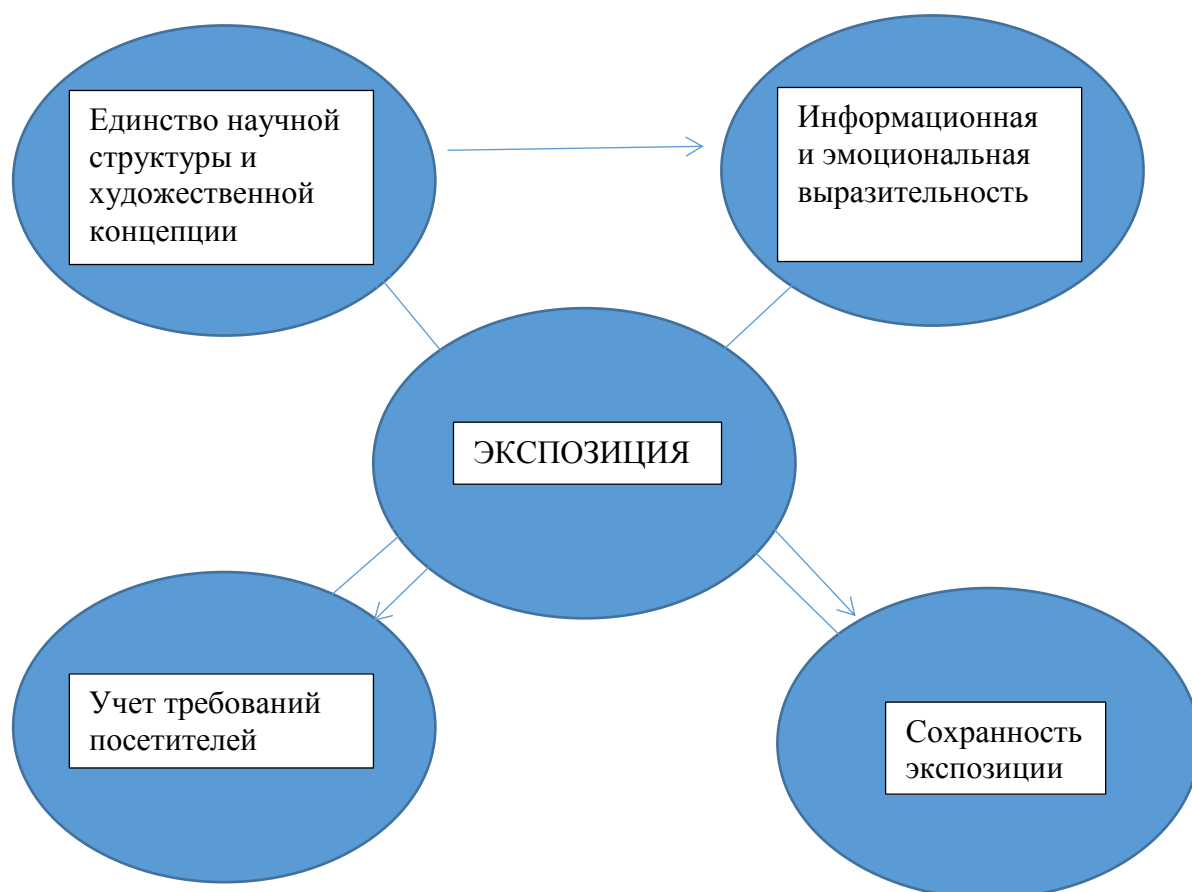 Единство научной
структуры и
художественной
концепции
Информационная
и эмоциональная
выразительность
ЭКСПОЗИЦИЯ
Учет требований
посетителей
Сохранность
экспозиции